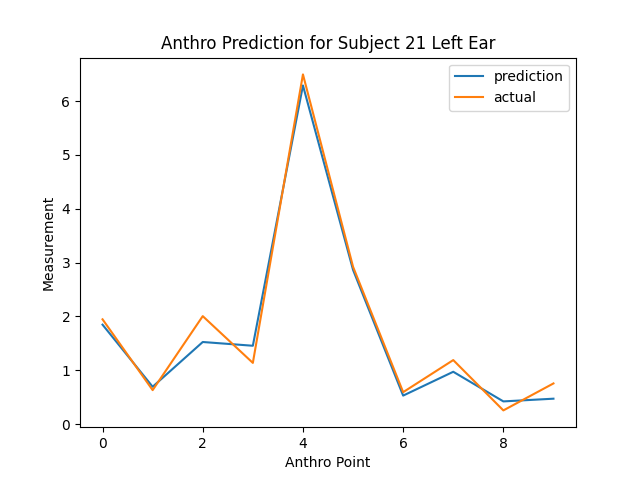 Anthro Prediction for Subject 21 Left Ear
prediction
actual
Measurement
6
5
4
3
2
1
0
0 2 4 6 8
Anthro Point